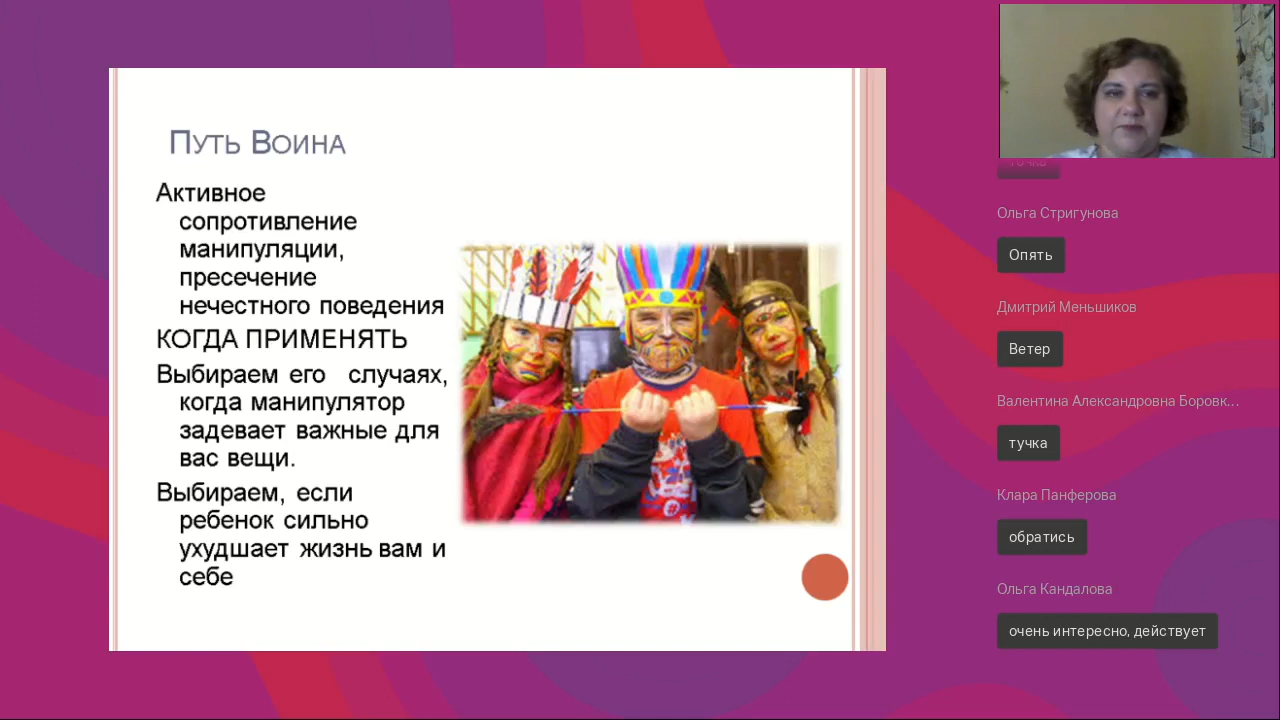 Путь Воина
Активное
сопротивление
манипуляции,
пресечение
нечестного поведения
КОГДА ПРИМЕНЯТЬ
Выбираем его случаях,
когда манипулятор
задевает важные для
вас вещи.
Выбираем, если
ребенок сильно
ухудшает жизнь вам и
себе
точка
Ольга Стригунова
Опять
Дмитрий Меньшиков
Ветер
Валентина Александровна Боровк...
тучка
Клара Панферова
обратись
Ольга Кандалова
очень интересно, действует